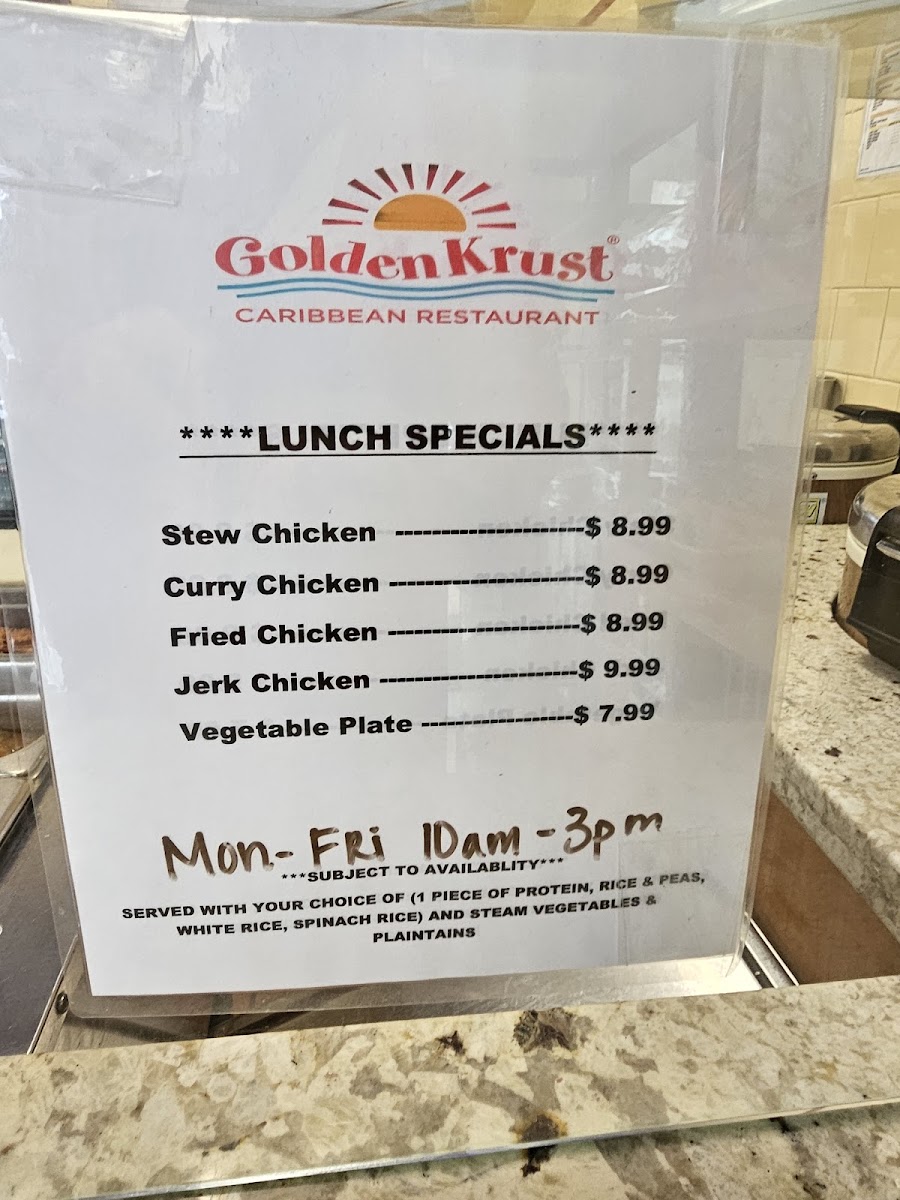 GoldenKrust®
CARIBBEAN RESTAURANT
****LUNCH SPECIALS****
Stew Chicken ----------------------$ 8.99
Curry Chicken ----------------------$ 8.99
Fried Chicken ----------------------$ 8.99
Jerk Chicken ----------------------$ 9.99
Vegetable Plate -----------------$ 7.99
Mon- FRi 10am - 3pm
***SUBJECT TO AVAILABLITY***
SERVED WITH YOUR CHOICE OF (1 PIECE OF PROTEIN, RICE & PEAS,
WHITE RICE, SPINACH RICE) AND STEAM VEGETABLES &
PLAINTAINS